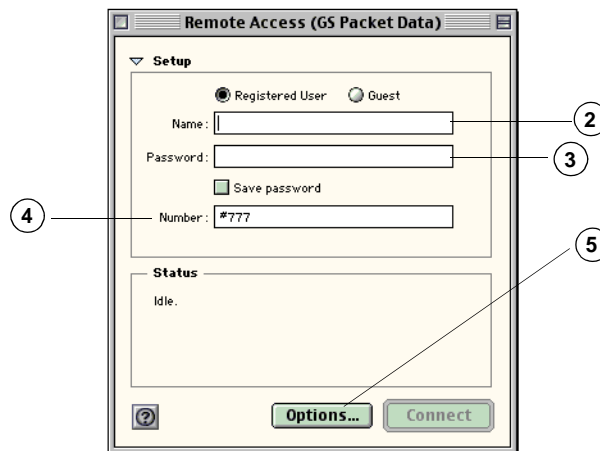 Remote Access (GS Packet Data)
Setup
Registered User Guest
Name: 2
Password: 3
Save password
4 Number: #777
5
Status
Idle.
? Options... Connect